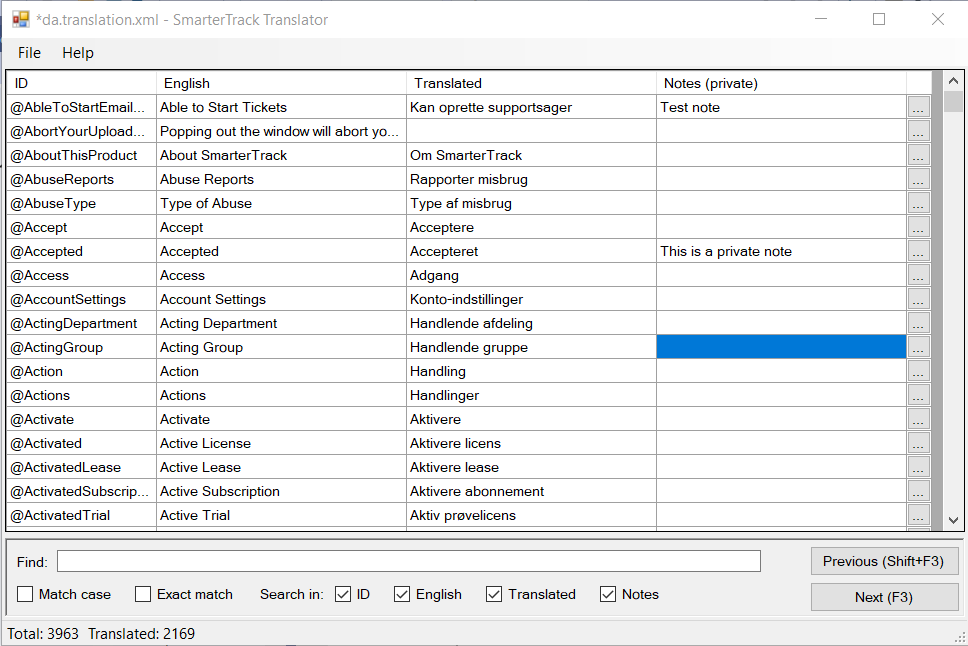 *da.translation.xml - SmarterTrack Translator
File Help
ID English Translated Notes (private)
@AbleToStartEmail... Able to Start Tickets Kan oprette supportsager Test note ...
@AbortYourUpload... Popping out the window will abort yo... ...
@AboutThisProduct About SmarterTrack Om SmarterTrack ...
@AbuseReports Abuse Reports Rapporter misbrug ...
@AbuseType Type of Abuse Type af misbrug ...
@Accept Accept Acceptere ...
@Accepted Accepted Accepteret This is a private note ...
@Access Access Adgang ...
@AccountSettings Account Settings Konto-indstillinger ...
@ActingDepartment Acting Department Handlende afdeling ...
@ActingGroup Acting Group Handlende gruppe ...
@Action Action Handling ...
@Actions Actions Handlinger ...
@Activate Activate Aktivere ...
@Activated Active License Aktivere licens ...
@ActivatedLease Active Lease Aktivere lease ...
@ActivatedSubscrip... Active Subscription Aktivere abonnement ...
@ActivatedTrial Active Trial Aktiv prøvelicens ...
Find: Previous (Shift+F3)
Match case Exact match Search in: ID English Translated Notes Next (F3)
Total: 3963 Translated: 2169